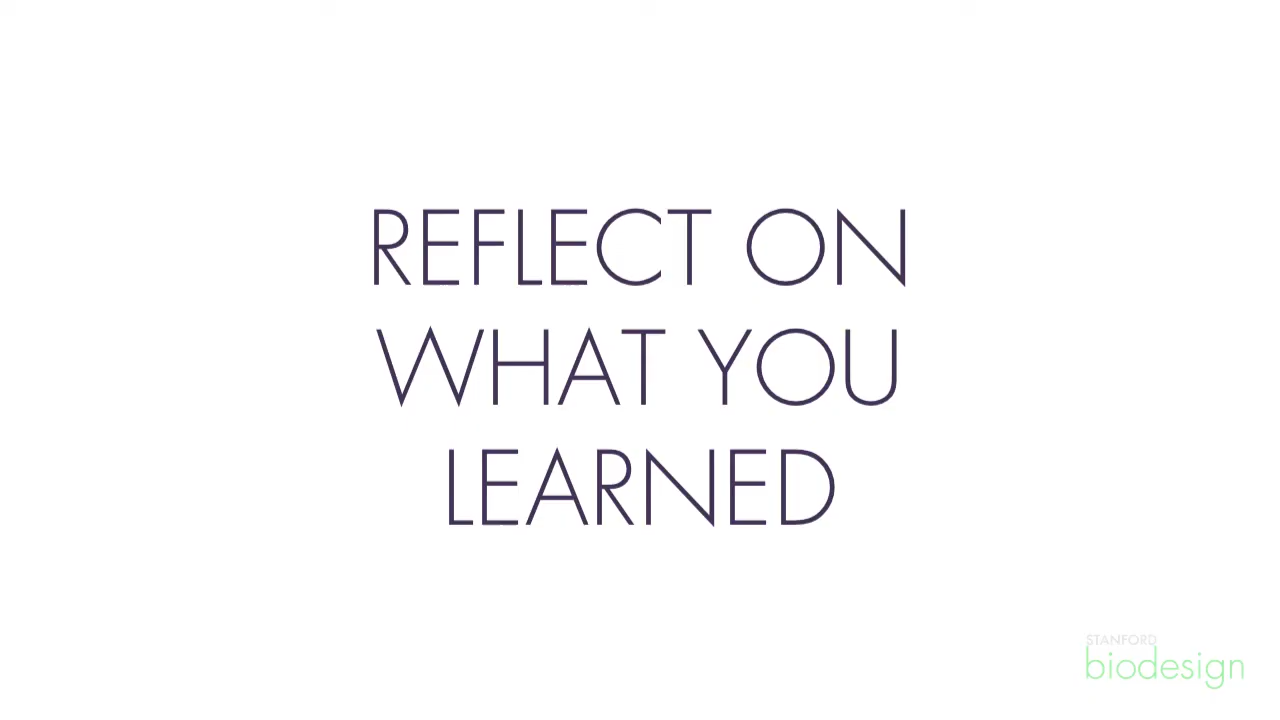 REFLECT ON
WHAT YOU
LEARNED
STANFORD
biodesign